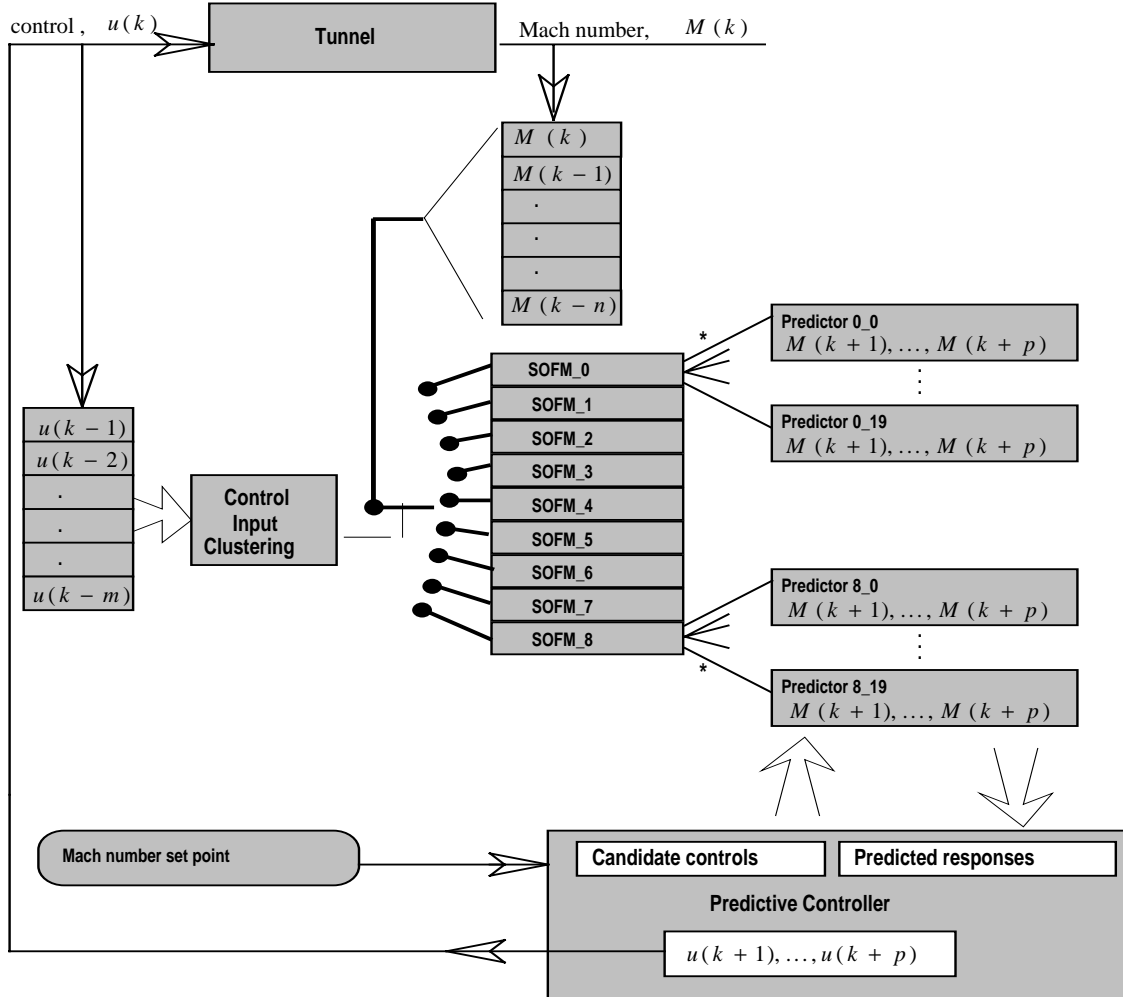 control , u(k)
Tunnel
Mach number, M(k)
M (k)
M(k − 1)
.
.
.
M(k − n)
Predictor 0_0
M (k + 1), …, M (k + p)
⋮
Predictor 0_19
M (k + 1), …, M (k + p)
*
SOFM_0
SOFM_1
SOFM_2
SOFM_3
SOFM_4
SOFM_5
SOFM_6
SOFM_7
SOFM_8
*
u(k − 1)
u(k − 2)
.
.
.
u(k − m)
Control
Input
Clustering
Predictor 8_0
M (k + 1), …, M (k + p)
⋮
Predictor 8_19
M (k + 1), …, M (k + p)
Mach number set point
Candidate controls
Predicted responses
Predictive Controller
u(k + 1), …, u(k + p)